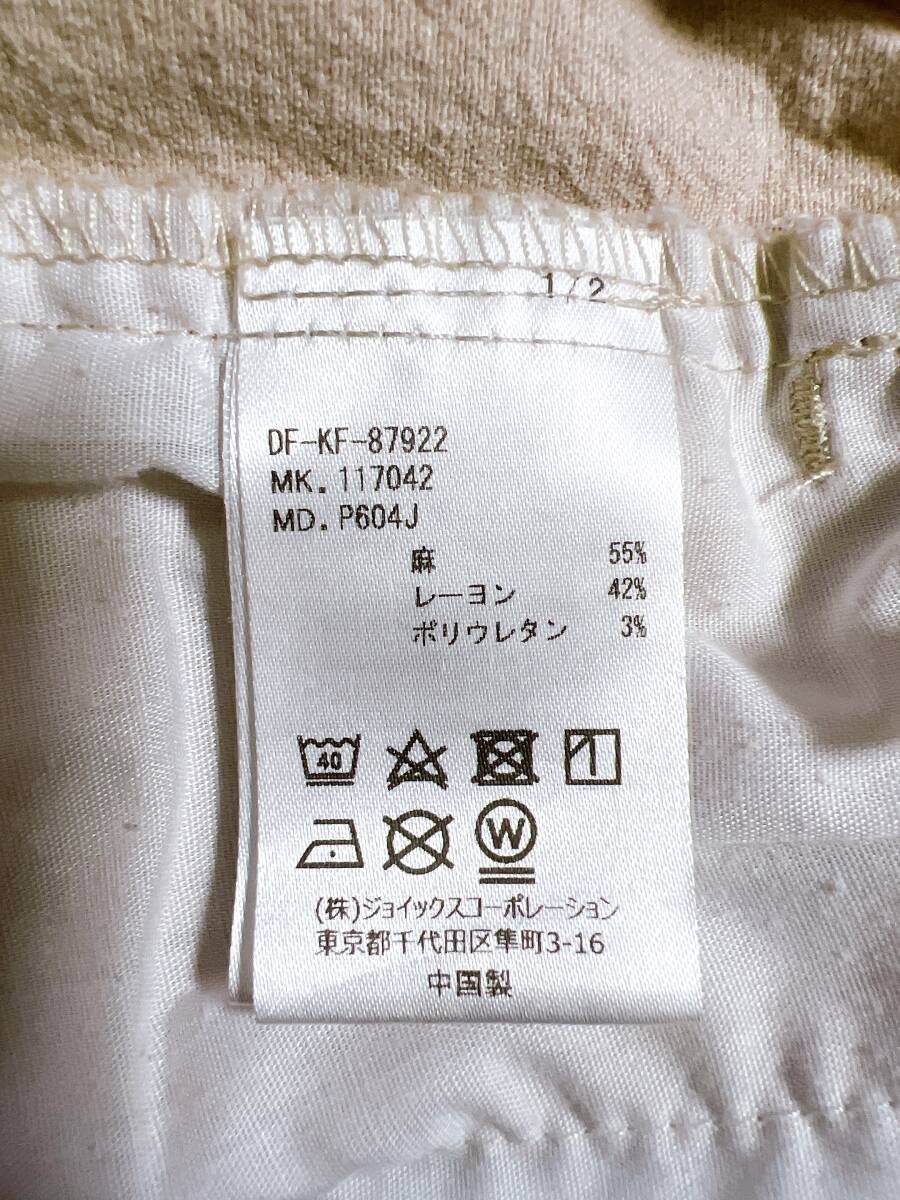 1/2
DF-KF-87922
MK. 117042
MD. P604J
麻 55%
レーヨン 42%
ポリウレタン 3%
40
W
(株)ジョイックスコーポレーション
東京都千代田区隼町3-16
中国製